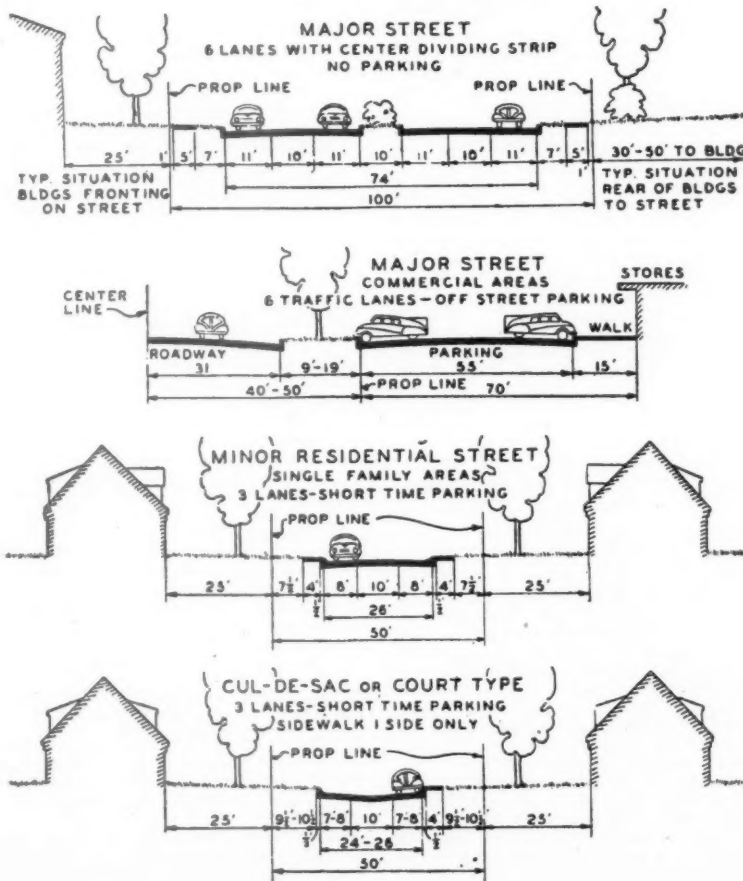 MAJOR STREET
6 LANES WITH CENTER DIVIDING STRIP
NO PARKING
PROP LINE PROP LINE
25' 1' 5' 7' 11' 10' 11' 10' 11' 10' 11' 7' 5' 1' 30'-50' TO BLDG
TYP. SITUATION
BLDGS FRONTING
ON STREET
74'
100'
TYP. SITUATION
REAR OF BLDGS
TO STREET
MAJOR STREET
COMMERCIAL AREAS
6 TRAFFIC LANES-OFF STREET PARKING
STORES
CENTER
LINE
WALK
ROADWAY PARKING
31 9'-19' 55' 15'
PROP LINE
40'-50' 70'
MINOR RESIDENTIAL STREET
SINGLE FAMILY AREAS
3 LANES-SHORT TIME PARKING
PROP LINE
25' 7½' 4' 8' 10' 8' 4' 7½' 25'
½' 26' ½'
50'
CUL-DE-SAC OR COURT TYPE
3 LANES-SHORT TIME PARKING
SIDEWALK 1 SIDE ONLY
PROP LINE
25' 9½'-10½' 7-8' 10' 7-8' 4' 9½'-10½' 25'
½' 24'-26 ½'
50'